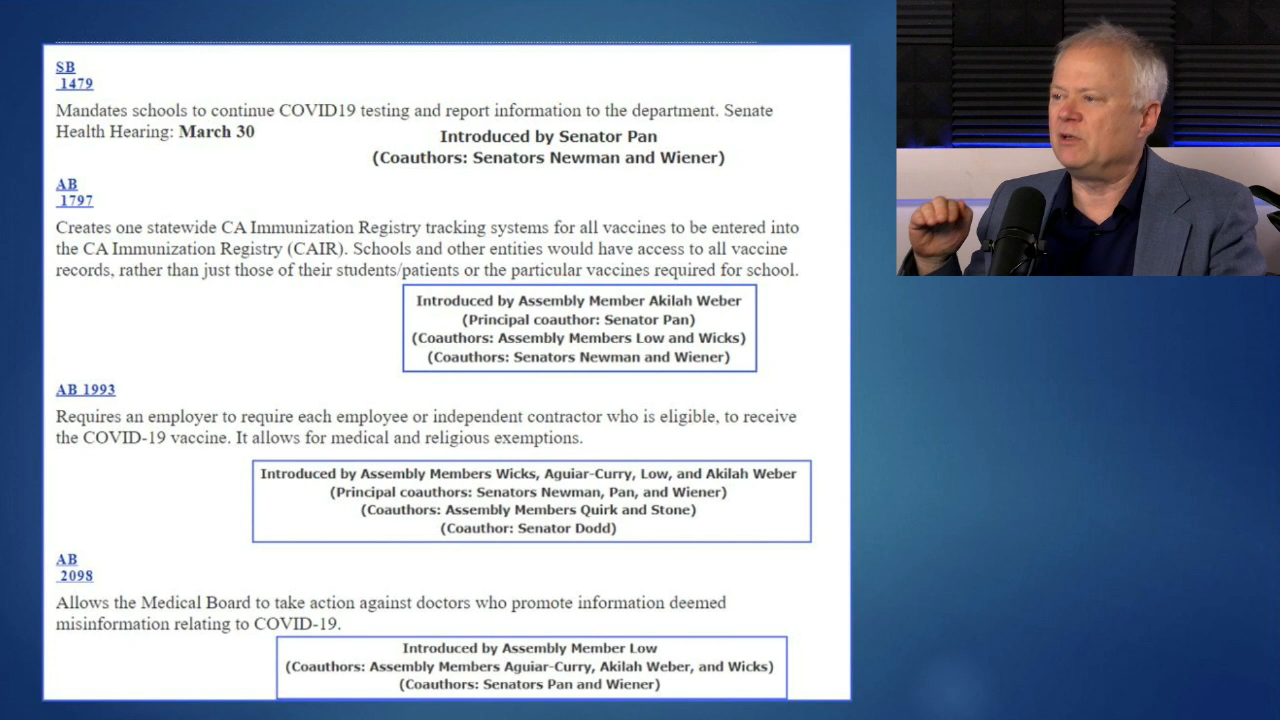 SB
1479
Mandates schools to continue COVID19 testing and report information to the department. Senate
Health Hearing: March 30
Introduced by Senator Pan
(Coauthors: Senators Newman and Wiener)
AB
1797
Creates one statewide CA Immunization Registry tracking systems for all vaccines to be entered into
the CA Immunization Registry (CAIR). Schools and other entities would have access to all vaccine
records, rather than just those of their students/patients or the particular vaccines required for school.
Introduced by Assembly Member Akilah Weber
(Principal coauthor: Senator Pan)
(Coauthors: Assembly Members Low and Wicks)
(Coauthors: Senators Newman and Wiener)
AB 1993
Requires an employer to require each employee or independent contractor who is eligible, to receive
the COVID-19 vaccine. It allows for medical and religious exemptions.
Introduced by Assembly Members Wicks, Aguiar-Curry, Low, and Akilah Weber
(Principal coauthors: Senators Newman, Pan, and Wiener)
(Coauthors: Assembly Members Quirk and Stone)
(Coauthor: Senator Dodd)
AB
2098
Allows the Medical Board to take action against doctors who promote information deemed
misinformation relating to COVID-19.
Introduced by Assembly Member Low
(Coauthors: Assembly Members Aguiar-Curry, Akilah Weber, and Wicks)
(Coauthors: Senators Pan and Wiener)